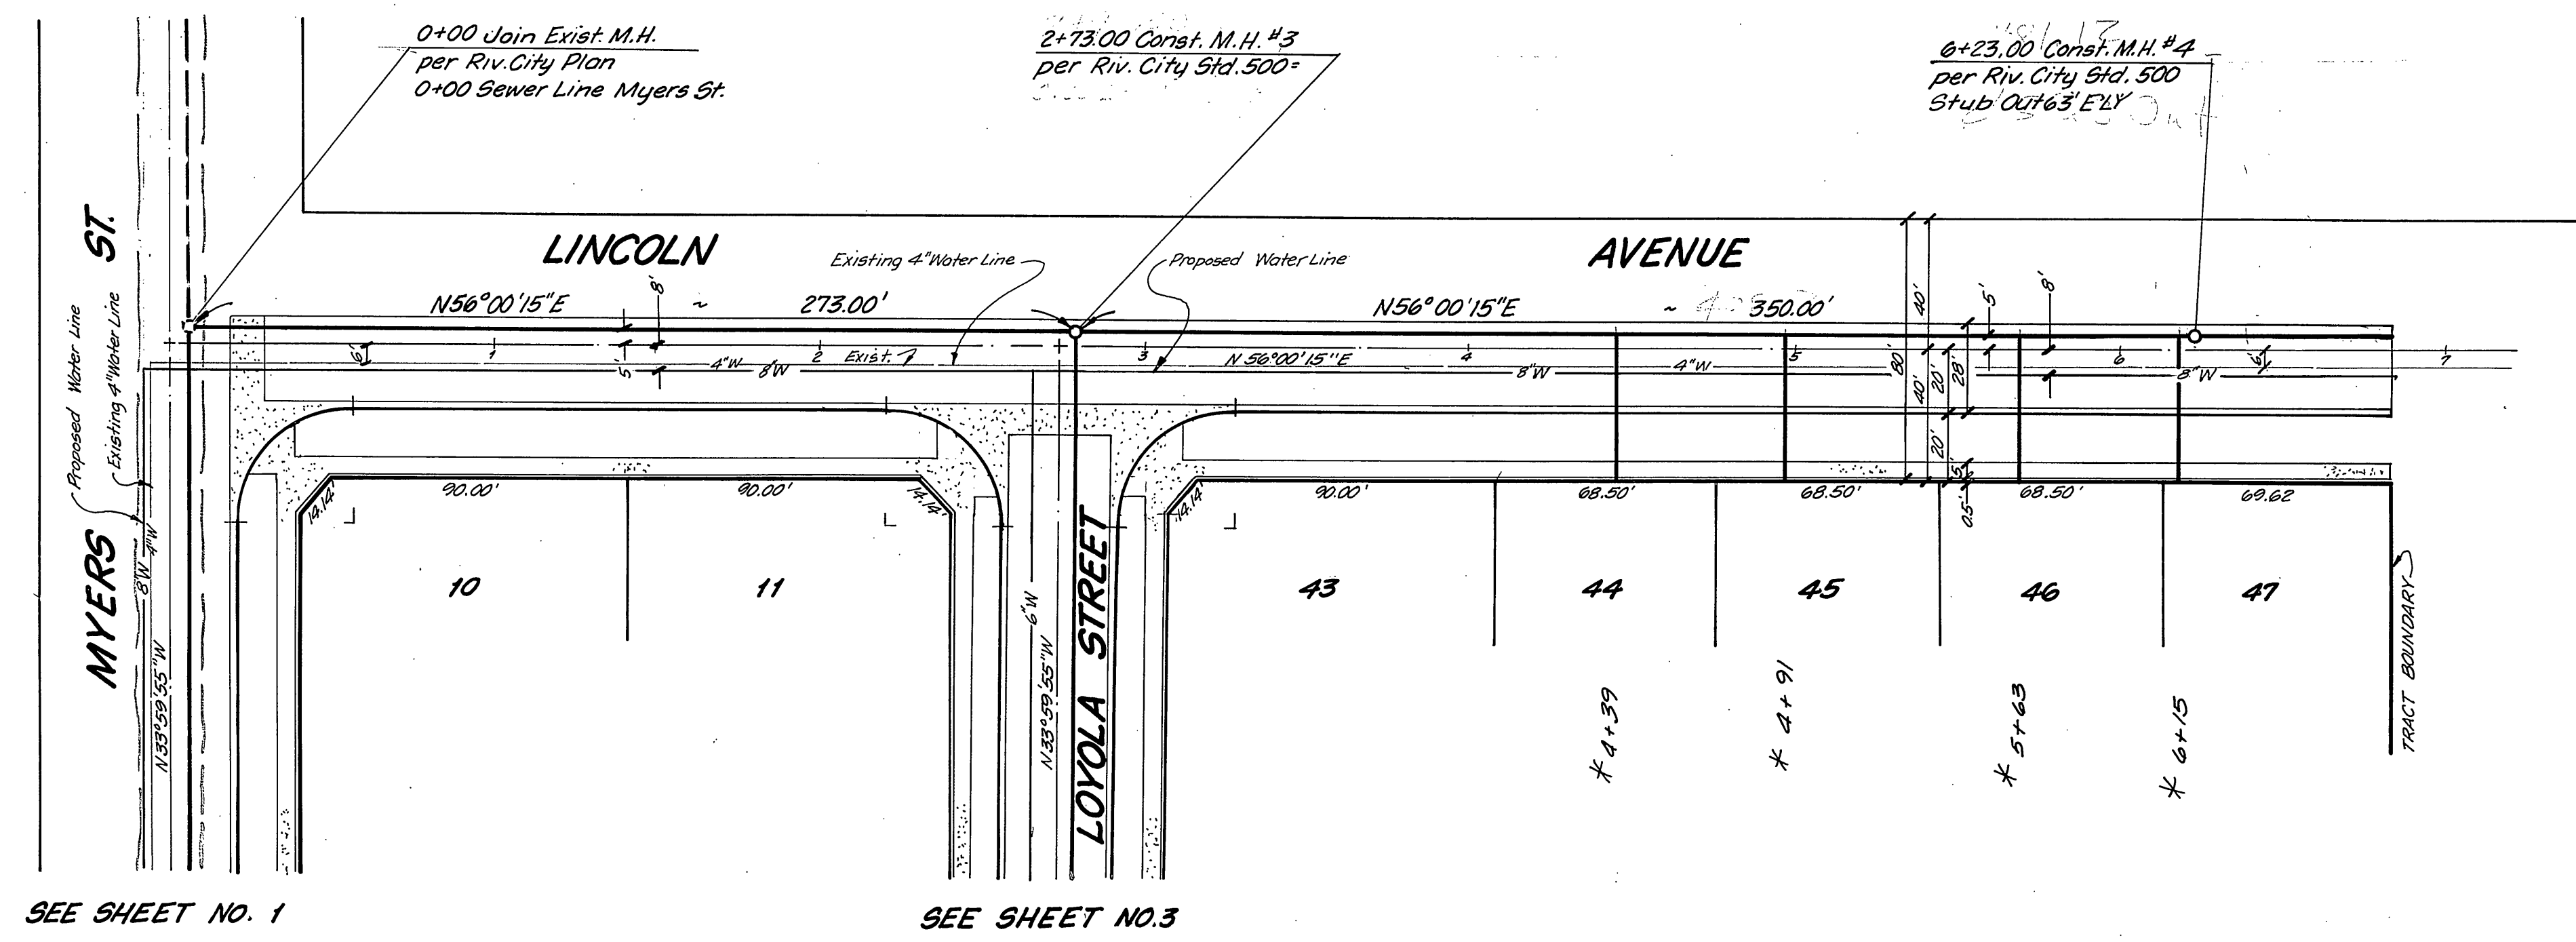 0+00 Join Exist. M.H.
per Riv. City Plan
0+00 Sewer Line Myers St.
2+73.00 Const. M.H. #3
per Riv. City Std. 500=
6+23.00 Const. M.H. #4
per Riv. City Std. 500
Stub Out 63' E'LY
LINCOLN AVENUE
Existing 4" Water Line
Proposed Water Line
N56°00'15"E ~ 273.00'
N56°00'15"E ~ 350.00'
8'
5'
6'
1
2
Exist.
4"W
8"W
3
N56°00'15"E
4
8"W
4"W
5
6
8"W
6'
7
80'
40'
40'
20'
20'
28'
5'
8'
5'
0.5'
MYERS ST.
Proposed Water Line
Existing 4" Water Line
8"W
4"W
N33°59'55"W
14.14'
90.00'
90.00'
14.14'
14.14'
90.00'
68.50'
68.50'
68.50'
69.62
10
11
43
44
45
46
47
6"W
N33°59'55"W
LOYOLA STREET
* 4+39
* 4+91
* 5+63
* 6+15
TRACT BOUNDARY
SEE SHEET NO. 1
SEE SHEET NO.3